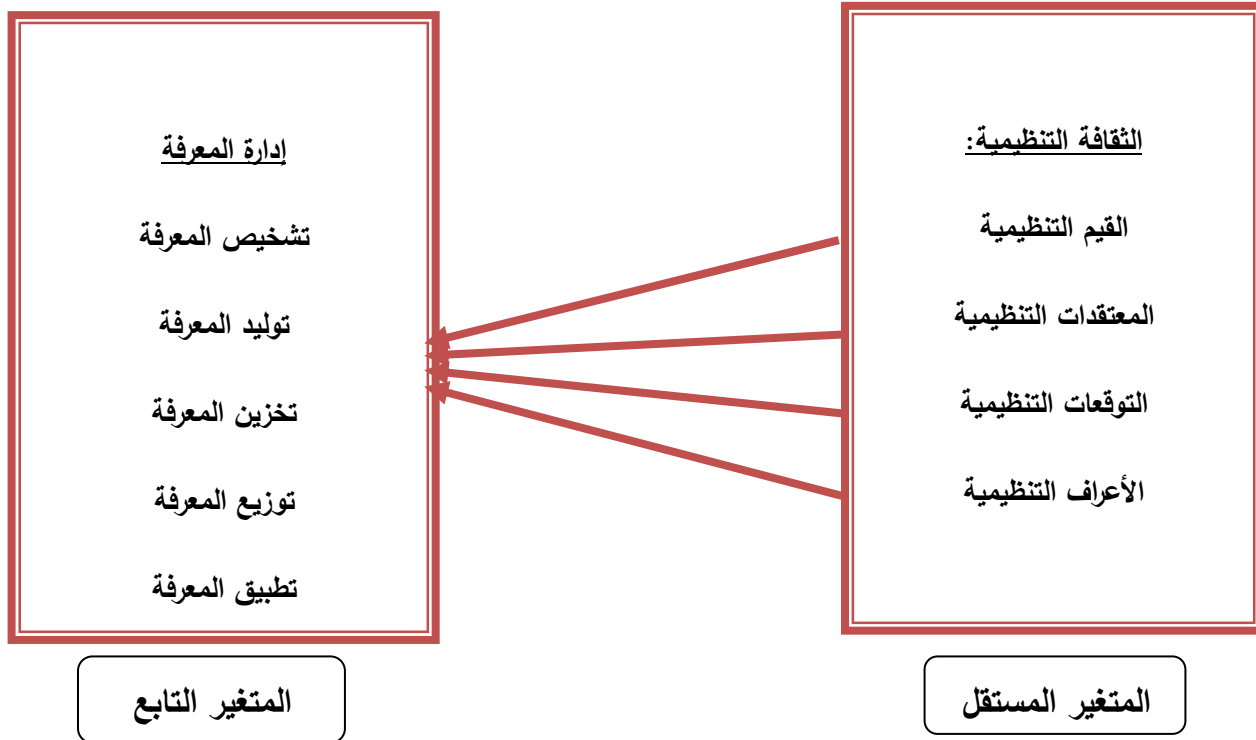 الثقافة التنظيمية:
القيم التنظيمية
المعتقدات التنظيمية
التوقعات التنظيمية
الأعراف التنظيمية
المتغير المستقل
إدارة المعرفة
تشخيص المعرفة
توليد المعرفة
تخزين المعرفة
توزيع المعرفة
تطبيق المعرفة
المتغير التابع